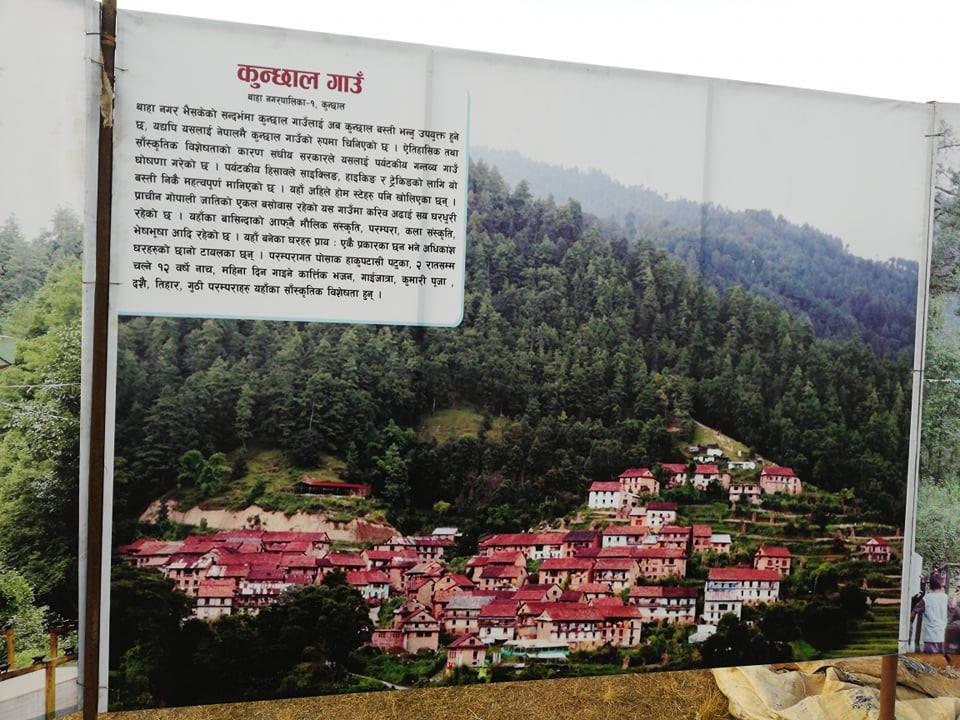 कुन्छाल गाउँ
बाहा नगरपालिका-१, कुन्छाल
बाहा नगर भैसकेको सन्दर्भमा कुन्छाल गाउँलाई अब कुन्छाल बस्ती भन्नु उपयुक्त हुने
छ, यद्यपि यसलाई नेपालमै कुन्छाल गाउँको रुपमा चिनिएको छ । ऐतिहासिक तथा
साँस्कृतिक विशेषताको कारण संघीय सरकारले यसलाई पर्यटकीय गन्तव्य गाउँ
घोषणा गरेको छ । पर्यटकीय हिसावले साइक्लिङ, हाइकिङ र ट्रेकिङको लागि यो
बस्ती निकै महत्वपूर्ण मानिएको छ । यहाँ अहिले होम स्टेहरु पनि खोलिएका छन् ।
प्राचीन गोपाली जातिको एकल बसोवास रहेको यस गाउँमा करिव अढाई सय घरधुरी
रहेको छ । यहाँका बासिन्दाको आफ्नै मौलिक संस्कृति, परम्परा, कला संस्कृति,
भेषभूषा आदि रहेको छ । यहाँ बनेका घरहरु प्राय : एकै प्रकारका छन भने अधिकांश
घरहरुको छानो टायलका छन् । परम्परागत पोसाक हाकुपटासी पटुका, २ रातसम्म
चल्ने १२ वर्षे नाच, महिना दिन गाइने कार्त्तिक भजन, गाईजात्रा, कुमारी पूजा ,
दशै, तिहार, गुठी परम्पराहरु यहाँका साँस्कृतिक विशेषता हुन् ।